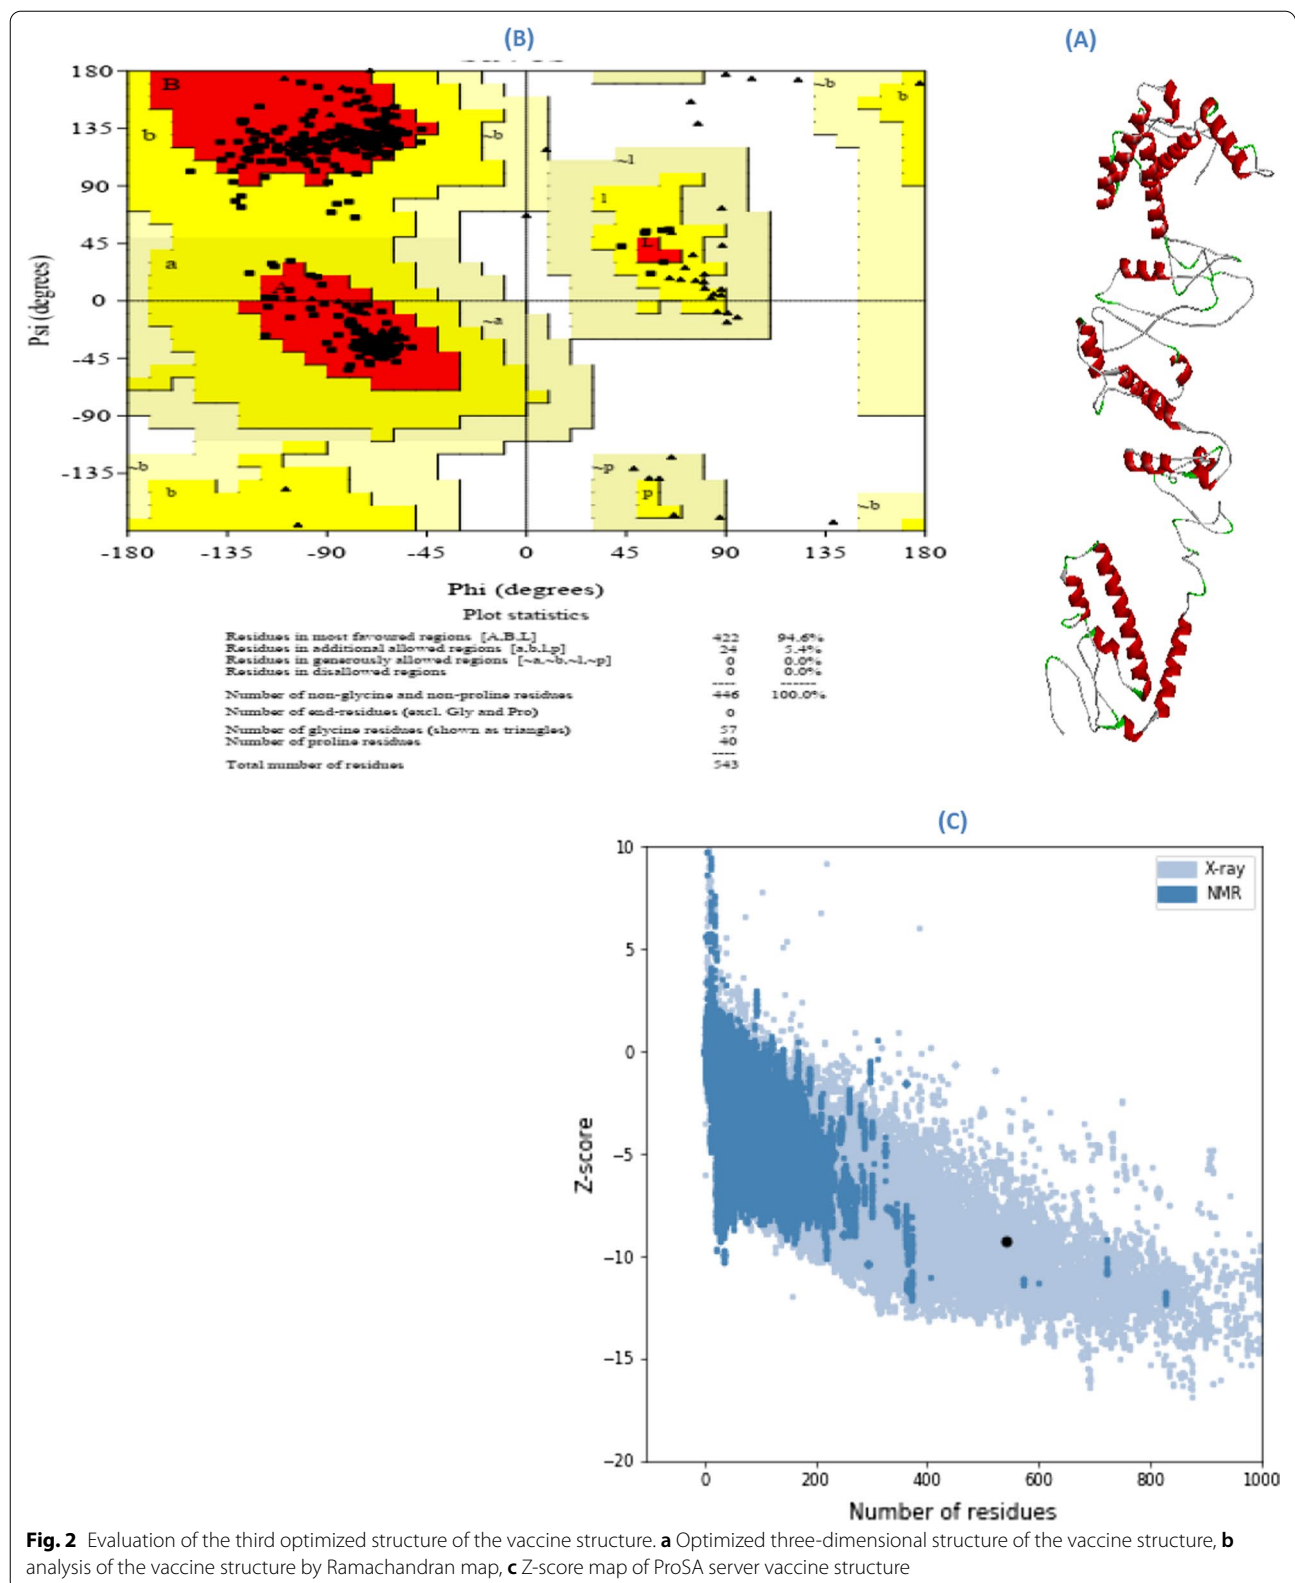 (B)
(A)
180
135
90
45
0
-45
-90
-135
Psi (degrees)
B
b
a
A
~b
~a
~l
l
L
~b
b
~b
b
~p
p
~b
-180 -135 -90 -45 0 45 90 135 180
Phi (degrees)
Plot statistics
Residues in most favoured regions [A,B,L] 422 94.6%
Residues in additional allowed regions [a,b,l,p] 24 5.4%
Residues in generously allowed regions [~a,~b,~l,~p] 0 0.0%
Residues in disallowed regions 0 0.0%
---- ------
Number of non-glycine and non-proline residues 446 100.0%
Number of end-residues (excl. Gly and Pro) 0
Number of glycine residues (shown as triangles) 57
Number of proline residues 40
----
Total number of residues 543
(C)
10
5
0
−5
−10
−15
−20
Z-score
X-ray
NMR
0 200 400 600 800 1000
Number of residues
Fig. 2 Evaluation of the third optimized structure of the vaccine structure. a Optimized three-dimensional structure of the vaccine structure, b
analysis of the vaccine structure by Ramachandran map, c Z-score map of ProSA server vaccine structure